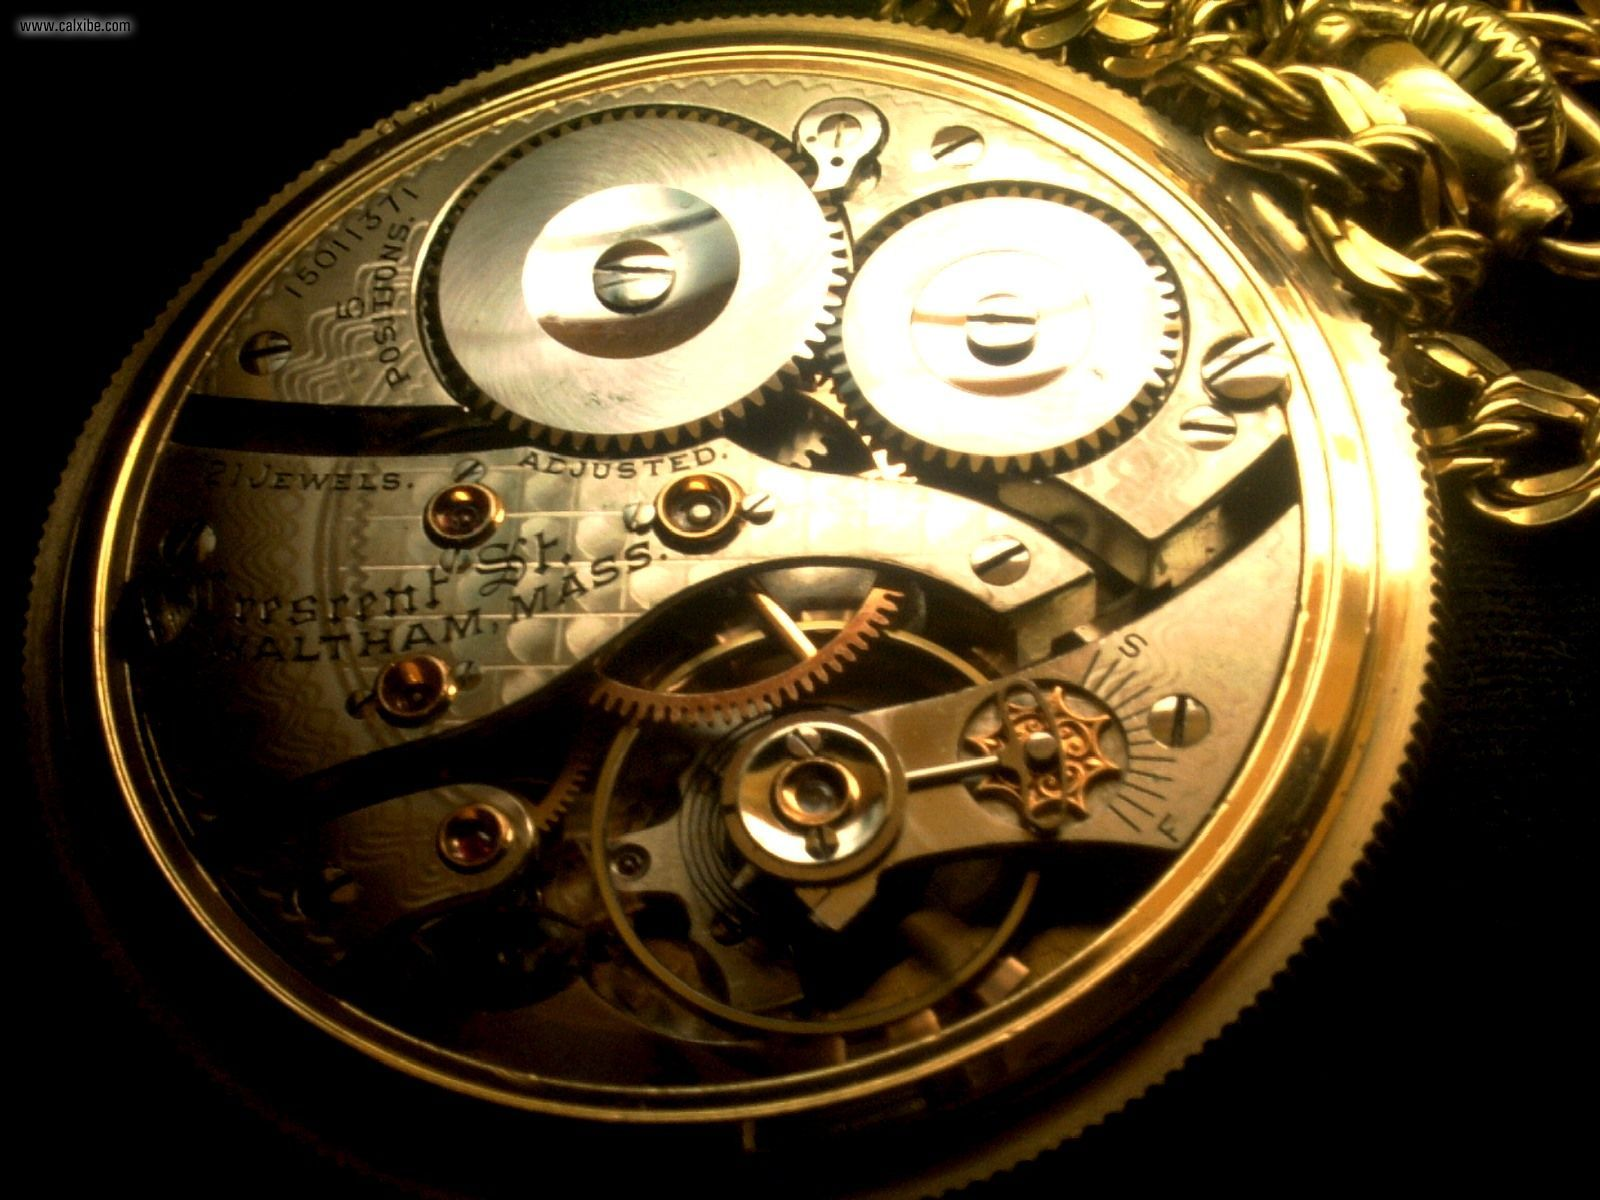 www.calxibe.com
15011371
5
POSITIONS.
21 JEWELS.
ADJUSTED.
Crescent St.
WALTHAM, MASS.
S
F